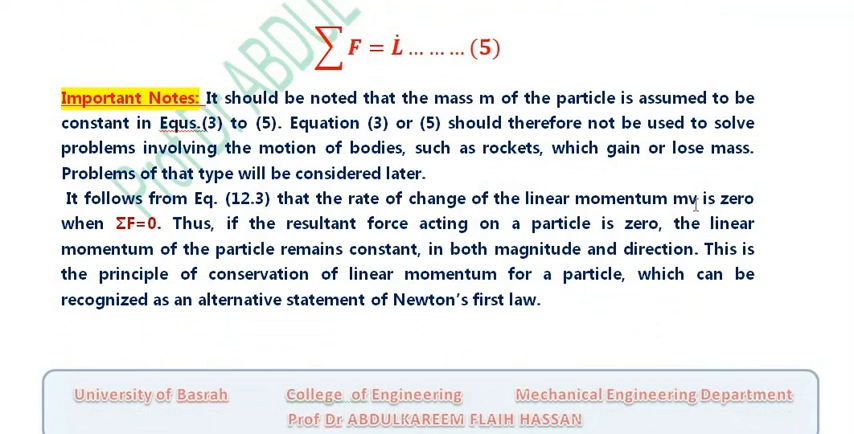 ∑ F = L̇ ... ... ... (5)
Important Notes: It should be noted that the mass m of the particle is assumed to be
constant in Equs.(3) to (5). Equation (3) or (5) should therefore not be used to solve
problems involving the motion of bodies, such as rockets, which gain or lose mass.
Problems of that type will be considered later.
It follows from Eq. (12.3) that the rate of change of the linear momentum mv is zero
when ΣF=0. Thus, if the resultant force acting on a particle is zero, the linear
momentum of the particle remains constant, in both magnitude and direction. This is
the principle of conservation of linear momentum for a particle, which can be
recognized as an alternative statement of Newton's first law.
Prof Dr ABDUL
University of Basrah College of Engineering Mechanical Engineering Department
Prof Dr ABDULKAREEM FLAIH HASSAN